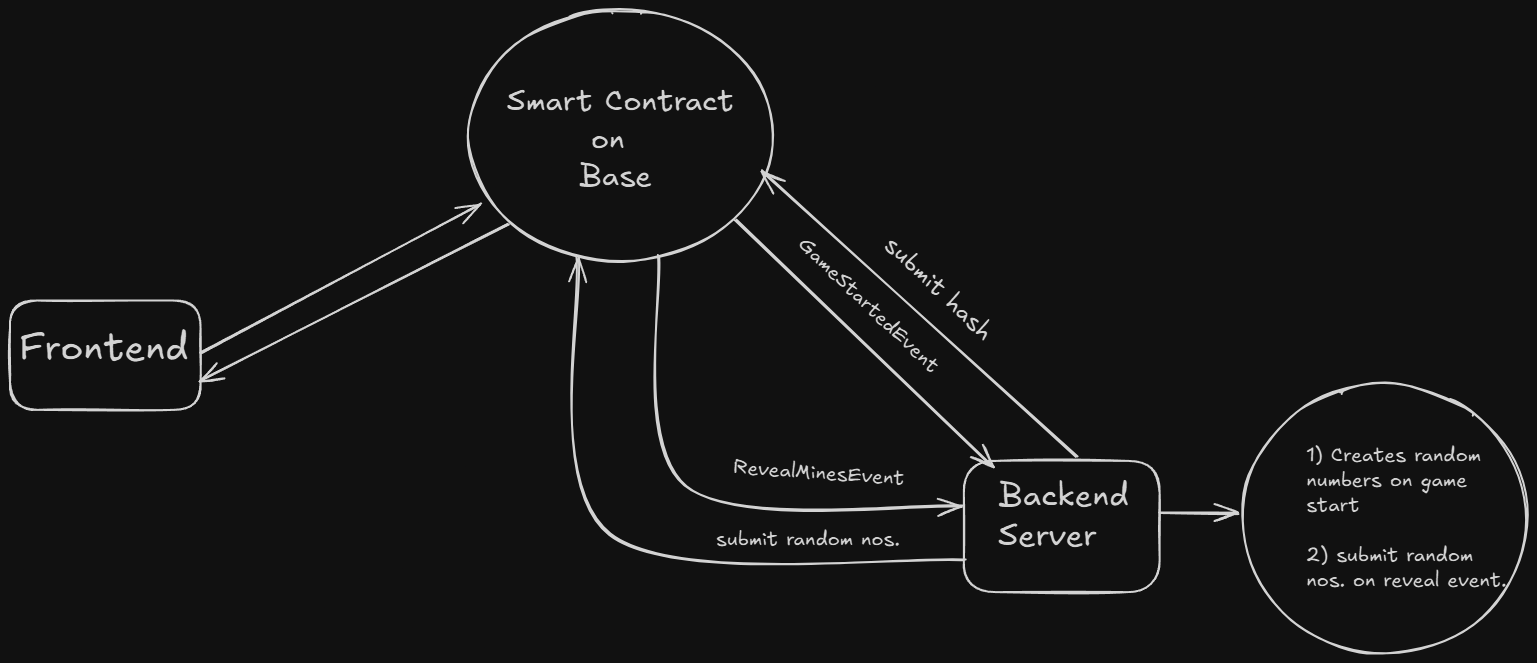 Smart Contract
on
Base
Frontend
submit hash
GameStartedEvent
RevealMinesEvent
submit random nos.
Backend
Server
1) Creates random
numbers on game
start
2) submit random
nos. on reveal event.